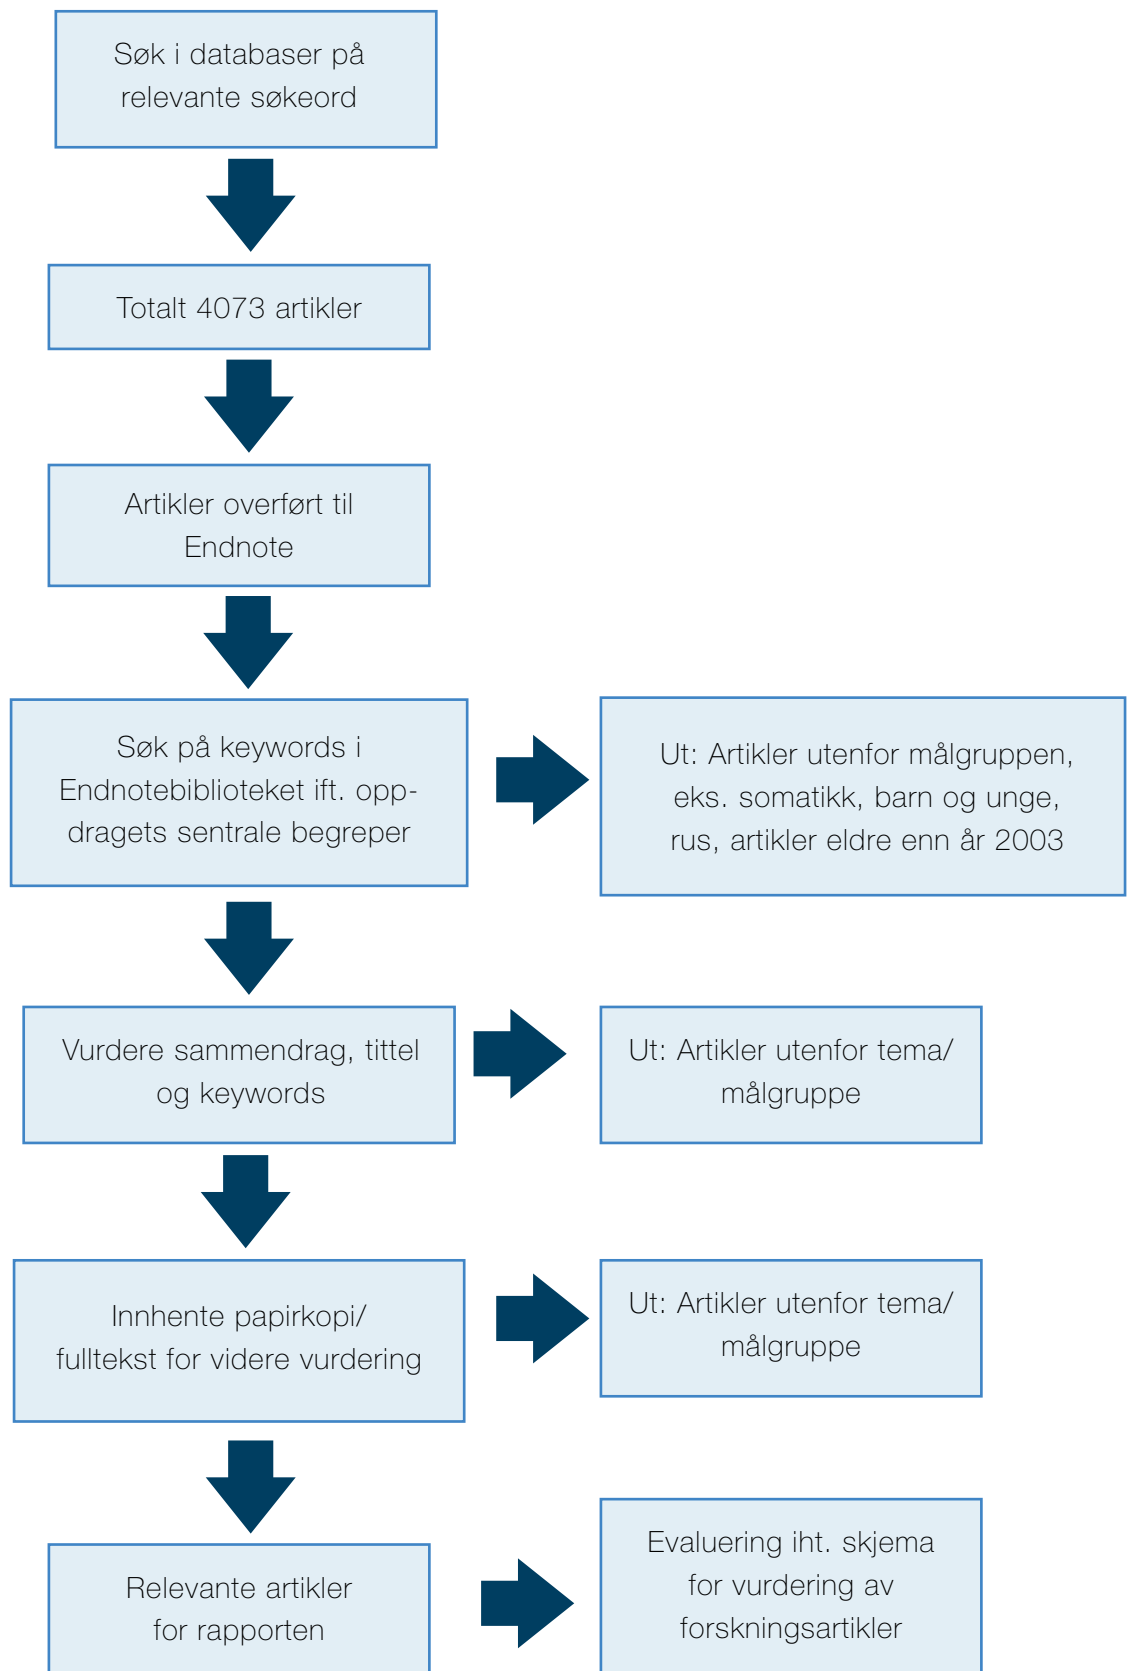 Søk i databaser på
relevante søkeord
Totalt 4073 artikler
Artikler overført til
Endnote
Søk på keywords i
Endnotebiblioteket ift. opp-
dragets sentrale begreper
Ut: Artikler utenfor målgruppen,
eks. somatikk, barn og unge,
rus, artikler eldre enn år 2003
Vurdere sammendrag, tittel
og keywords
Ut: Artikler utenfor tema/
målgruppe
Innhente papirkopi/
fulltekst for videre vurdering
Ut: Artikler utenfor tema/
målgruppe
Relevante artikler
for rapporten
Evaluering iht. skjema
for vurdering av
forskningsartikler